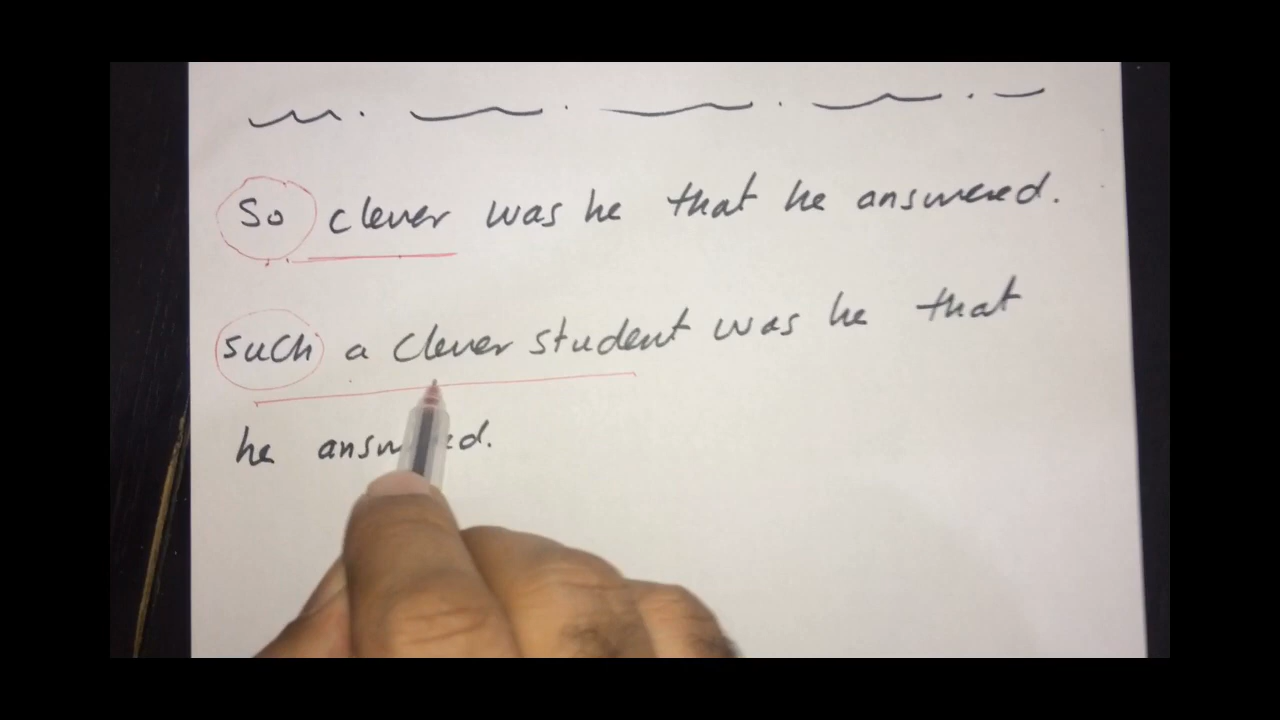 So clever was he that he answered.
such a clever student was he that
he answered.